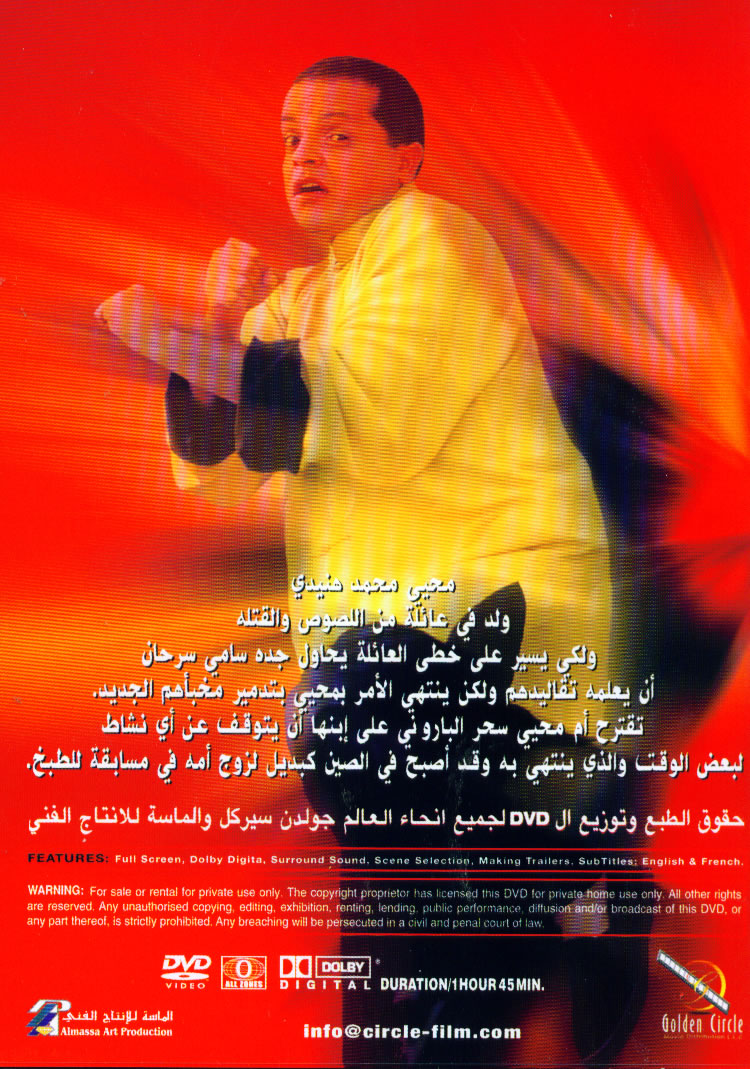 محيي محمد هنيدي
ولد في عائلة من اللصوص والقتله
ولكي يسير على خطى العائلة يحاول جده سامي سرحان
أن يعلمه تقاليدهم ولكن ينتهي الأمر بمحيي بتدمير مخبأهم الجديد.
تقترح أم محيي سحر الباروني على إبنها أن يتوقف عن أي نشاط
لبعض الوقت والذي ينتهي به وقد أصبح في الصين كبديل لزوج أمه في مسابقة للطبخ.
حقوق الطبع وتوزيع ال DVD لجميع انحاء العالم جولدن سيركل والماسة للانتاج الفني
FEATURES: Full Screen, Dolby Digita, Surround Sound, Scene Selection, Making Trailers. SubTitles: English & French.
WARNING: For sale or rental for private use only. The copyright proprietor has licensed this DVD for private home use only. All other rights
are reserved. Any unauthorised copying, editing, exhibition, renting, lending, public performance, diffusion and/or broadcast of this DVD, or
any part thereof, is strictly prohibited. Any breaching will be persecuted in a civil and penal court of law.
DVD VIDEO
0 ALL ZONES
DOLBY DIGITAL
DURATION/1HOUR 45MIN.
الماسة للإنتاج الفني
Almassa Art Production
info@circle-film.com
Golden Circle
Movie Distribution L.L.C